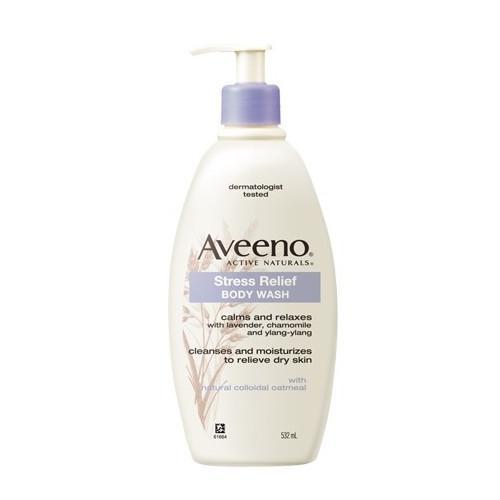 dermatologist
tested
Aveeno®
ACTIVE NATURALS®
Stress Relief
BODY WASH
calms and relaxes
with lavender, chamomile
and ylang-ylang
cleanses and moisturizes
to relieve dry skin
with
natural colloidal oatmeal
61664
532 mL